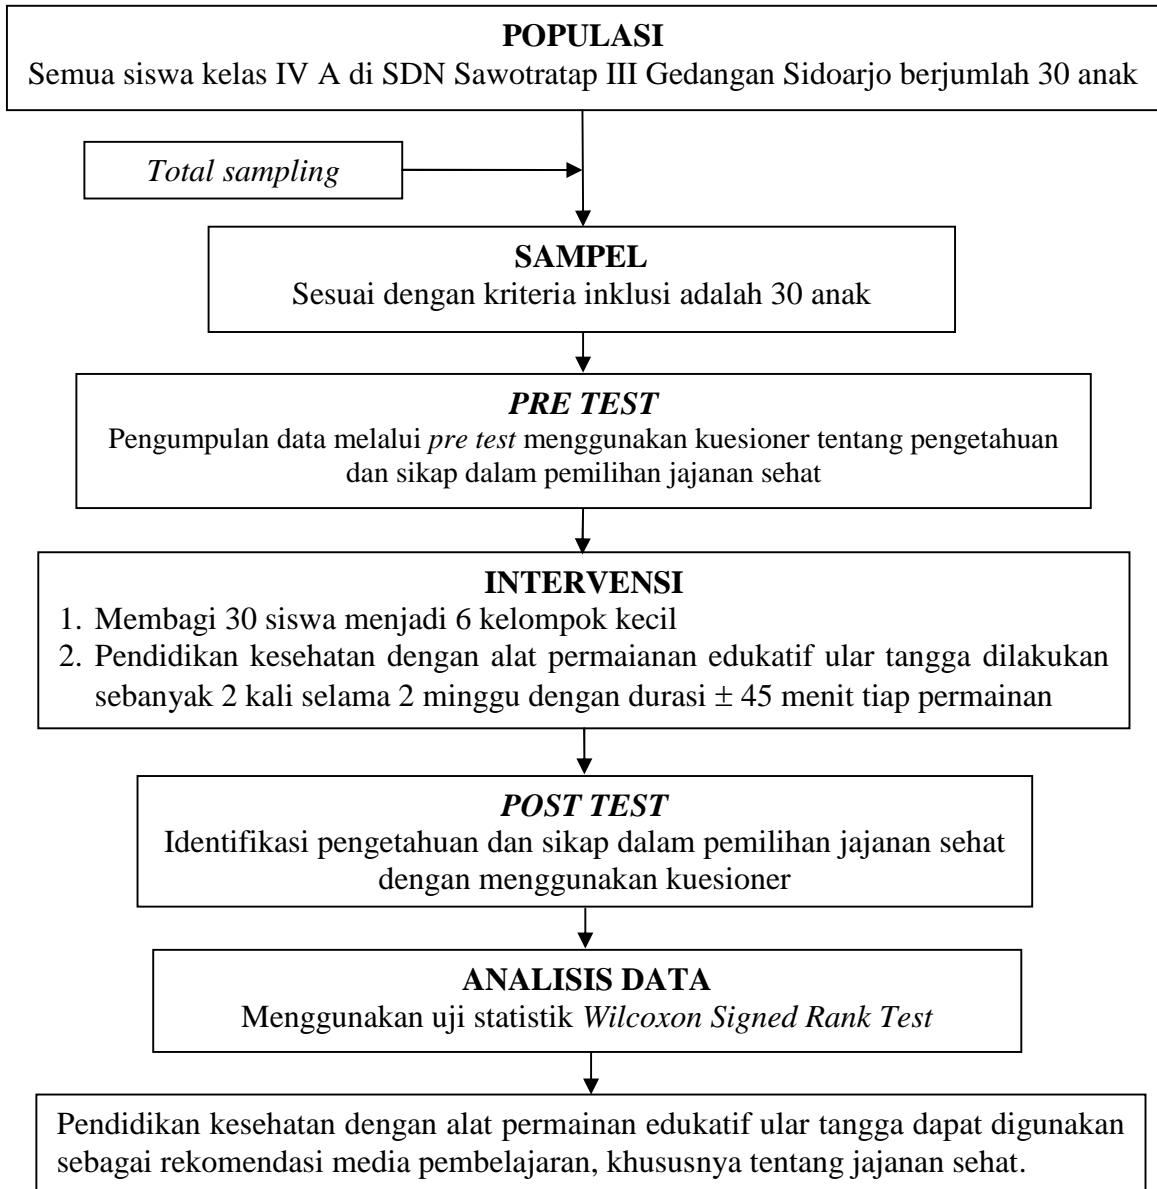 POPULASI
Semua siswa kelas IV A di SDN Sawotratap III Gedangan Sidoarjo berjumlah 30 anak
Total sampling
SAMPEL
Sesuai dengan kriteria inklusi adalah 30 anak
PRE TEST
Pengumpulan data melalui pre test menggunakan kuesioner tentang pengetahuan
dan sikap dalam pemilihan jajanan sehat
INTERVENSI
1. Membagi 30 siswa menjadi 6 kelompok kecil
2. Pendidikan kesehatan dengan alat permaianan edukatif ular tangga dilakukan
sebanyak 2 kali selama 2 minggu dengan durasi ± 45 menit tiap permainan
POST TEST
Identifikasi pengetahuan dan sikap dalam pemilihan jajanan sehat
dengan menggunakan kuesioner
ANALISIS DATA
Menggunakan uji statistik Wilcoxon Signed Rank Test
Pendidikan kesehatan dengan alat permainan edukatif ular tangga dapat digunakan
sebagai rekomendasi media pembelajaran, khususnya tentang jajanan sehat.